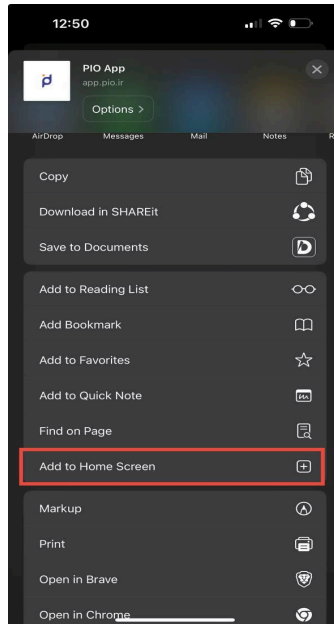 12:50
PIO App
app.pio.ir
Options >
AirDrop Messages Mail Notes R
Copy
Download in SHAREit
Save to Documents
Add to Reading List
Add Bookmark
Add to Favorites
Add to Quick Note
Find on Page
Add to Home Screen
Markup
Print
Open in Brave
Open in Chrome